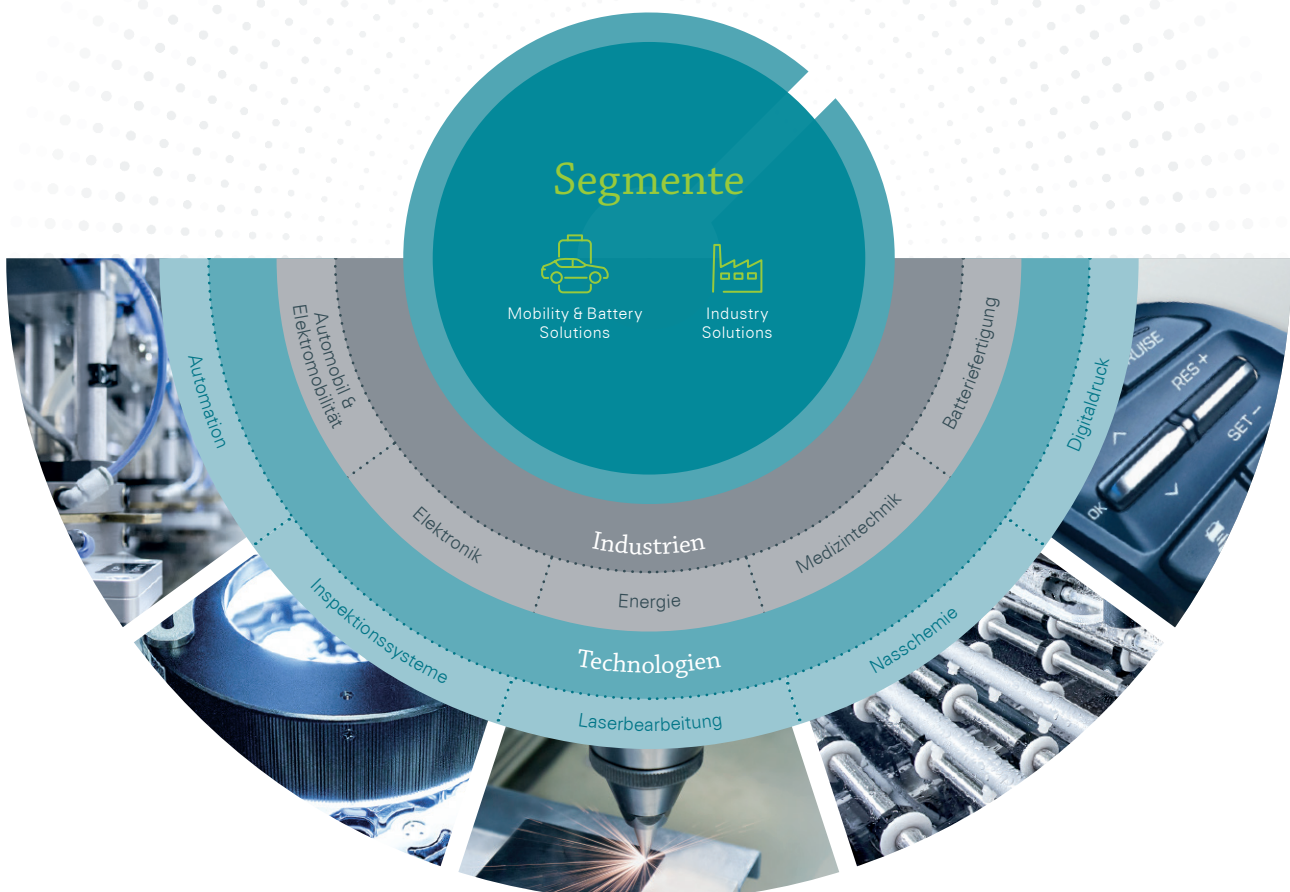 Segmente
Mobility & Battery
Solutions
Industry
Solutions
Industrien
Automobil &
Elektromobilität
Elektronik
Energie
Medizintechnik
Batteriefertigung
Technologien
Automation
Inspektionssysteme
Laserbearbeitung
Nasschemie
Digitaldruck
RES +
SET –
OK